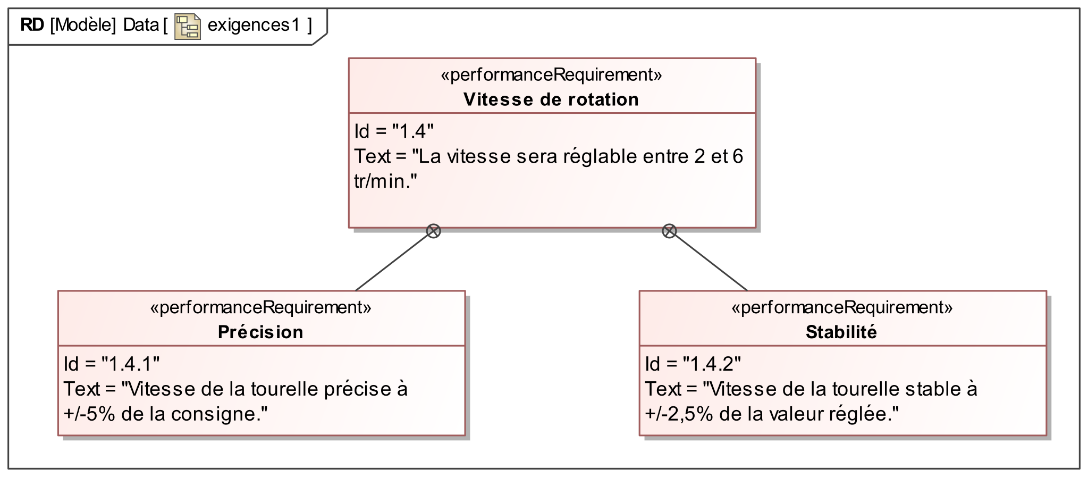 RD [Modèle] Data [ exigences1 ]
«performanceRequirement»
Vitesse de rotation
Id = "1.4"
Text = "La vitesse sera réglable entre 2 et 6
tr/min."
«performanceRequirement»
Précision
Id = "1.4.1"
Text = "Vitesse de la tourelle précise à
+/-5% de la consigne."
«performanceRequirement»
Stabilité
Id = "1.4.2"
Text = "Vitesse de la tourelle stable à
+/-2,5% de la valeur réglée."